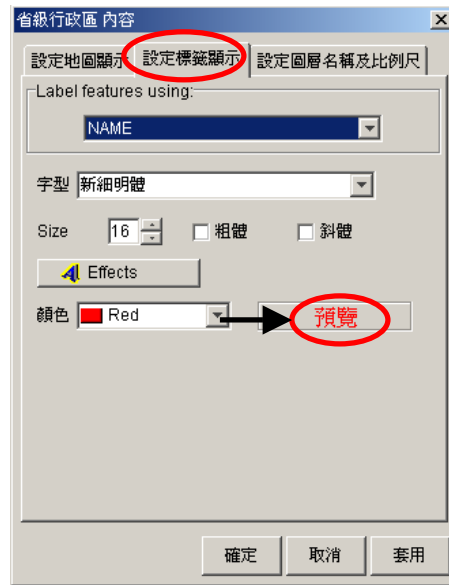 省級行政區 內容
設定地圖顯示 設定標籤顯示 設定圖層名稱及比例尺
Label features using:
NAME
字型 新細明體
Size 16 粗體 斜體
Effects
顏色 Red 預覽
確定 取消 套用